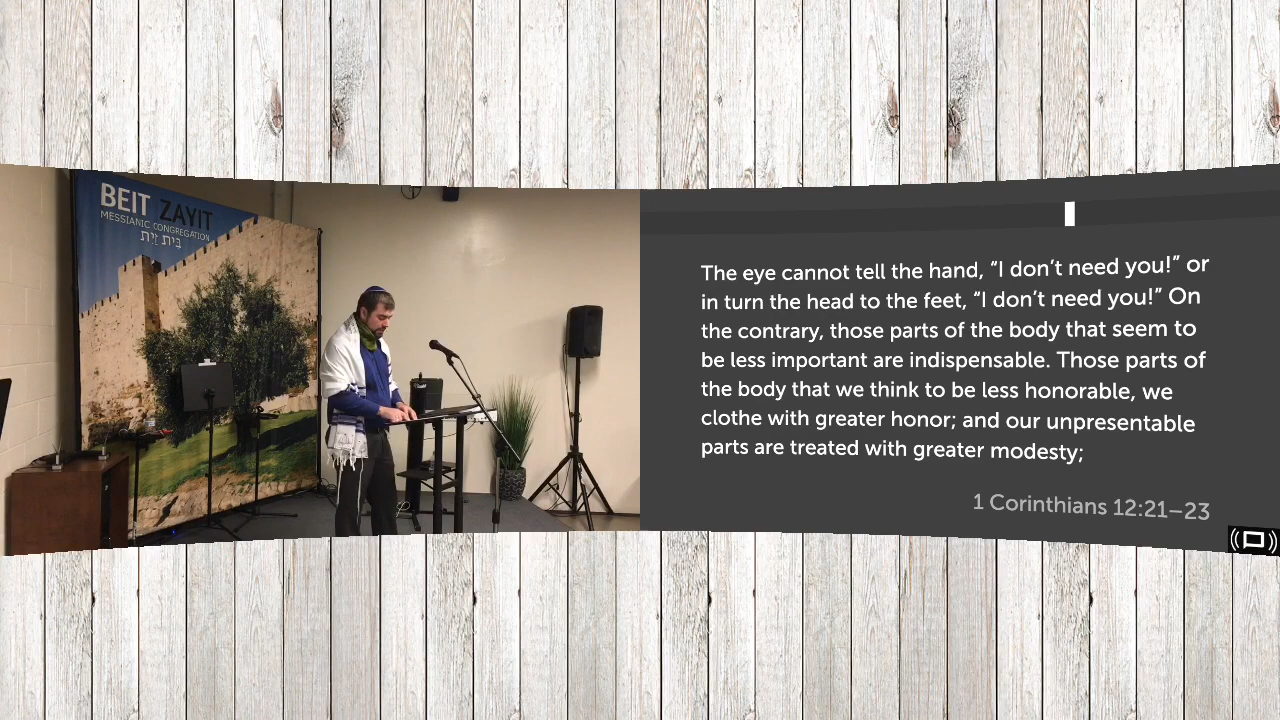 BEIT ZAYIT
MESSIANIC CONGREGATION
בית זית
The eye cannot tell the hand, “I don’t need you!” or
in turn the head to the feet, “I don’t need you!” On
the contrary, those parts of the body that seem to
be less important are indispensable. Those parts of
the body that we think to be less honorable, we
clothe with greater honor; and our unpresentable
parts are treated with greater modesty;
1 Corinthians 12:21–23